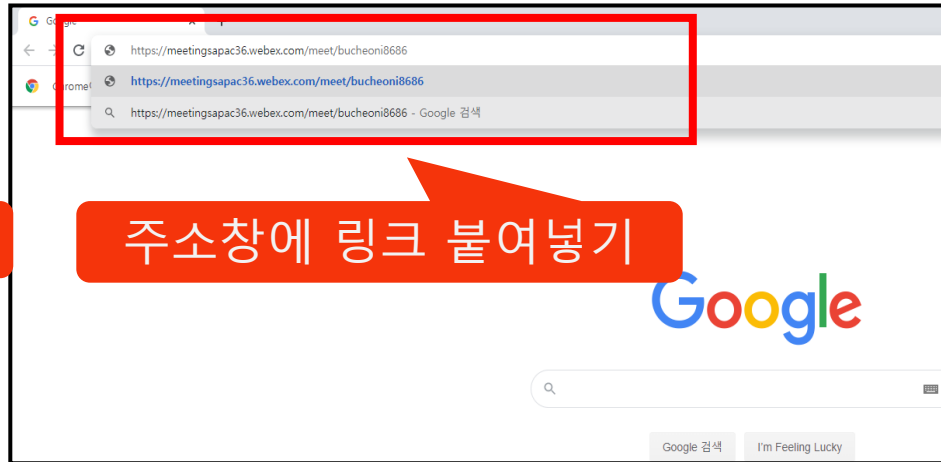 https://meetingsapac36.webex.com/meet/bucheoni8686
https://meetingsapac36.webex.com/meet/bucheoni8686
https://meetingsapac36.webex.com/meet/bucheoni8686 - Google 검색
주소창에 링크 붙여넣기
Google
Google 검색
I'm Feeling Lucky